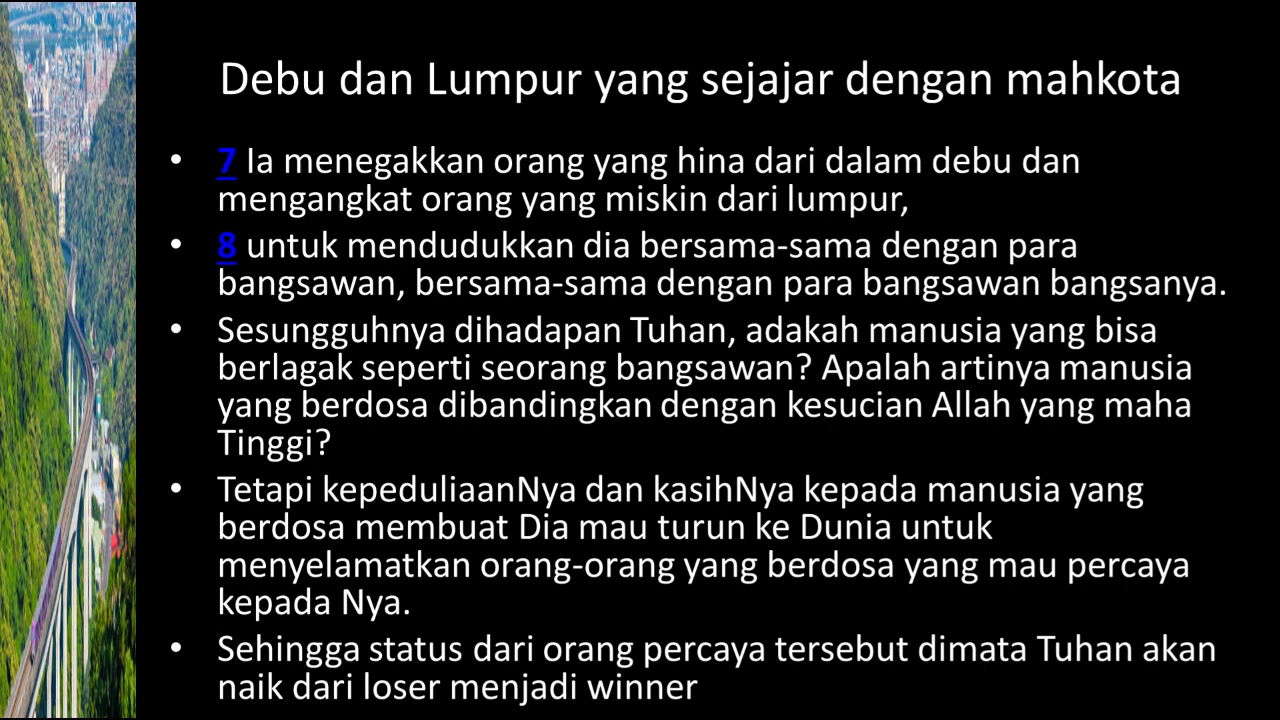 Debu dan Lumpur yang sejajar dengan mahkota
• 7 Ia menegakkan orang yang hina dari dalam debu dan
mengangkat orang yang miskin dari lumpur,
• 8 untuk mendudukkan dia bersama-sama dengan para
bangsawan, bersama-sama dengan para bangsawan bangsanya.
• Sesungguhnya dihadapan Tuhan, adakah manusia yang bisa
berlagak seperti seorang bangsawan? Apalah artinya manusia
yang berdosa dibandingkan dengan kesucian Allah yang maha
Tinggi?
• Tetapi kepeduliaanNya dan kasihNya kepada manusia yang
berdosa membuat Dia mau turun ke Dunia untuk
menyelamatkan orang-orang yang berdosa yang mau percaya
kepada Nya.
• Sehingga status dari orang percaya tersebut dimata Tuhan akan
naik dari loser menjadi winner